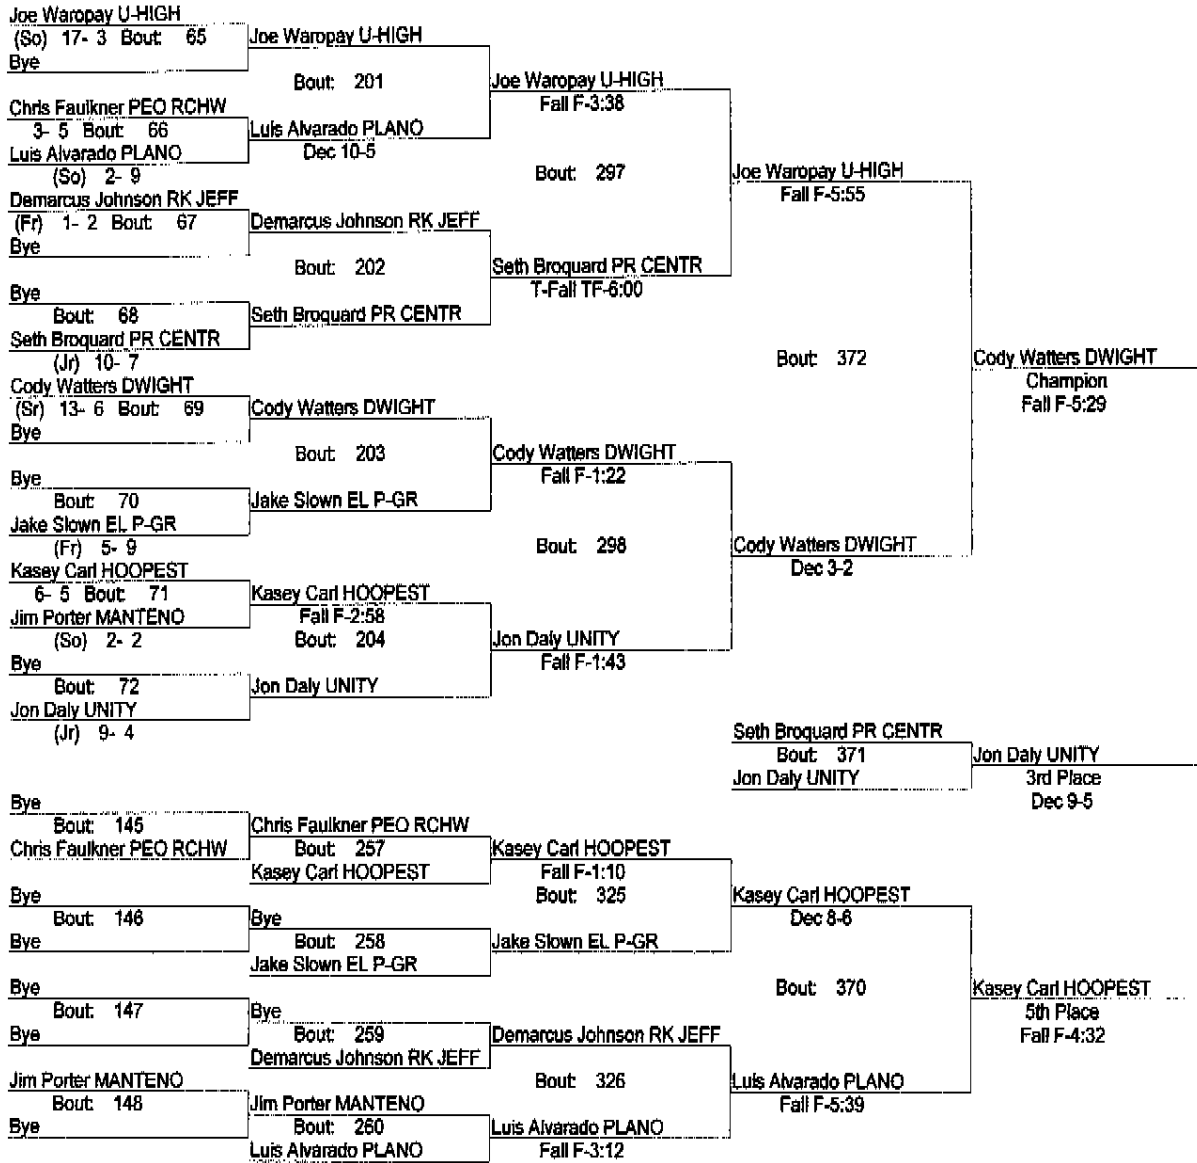 Joe Waropay U-HIGH
(So) 17- 3 Bout: 65
Bye
Joe Waropay U-HIGH
Bout: 201
Chris Faulkner PEO RCHW
3- 5 Bout: 66
Luis Alvarado PLANO
(So) 2- 9
Luis Alvarado PLANO
Dec 10-5
Joe Waropay U-HIGH
Fall F-3:38
Bout: 297
Demarcus Johnson RK JEFF
(Fr) 1- 2 Bout: 67
Bye
Demarcus Johnson RK JEFF
Bout: 202
Bye
Bout: 68
Seth Broquard PR CENTR
(Jr) 10- 7
Seth Broquard PR CENTR
Seth Broquard PR CENTR
T-Fall TF-6:00
Joe Waropay U-HIGH
Fall F-5:55
Bout: 372
Cody Watters DWIGHT
Champion
Fall F-5:29
Cody Watters DWIGHT
(Sr) 13- 6 Bout: 69
Bye
Cody Watters DWIGHT
Bout: 203
Bye
Bout: 70
Jake Slown EL P-GR
(Fr) 5- 9
Jake Slown EL P-GR
Cody Watters DWIGHT
Fall F-1:22
Bout: 298
Cody Watters DWIGHT
Dec 3-2
Kasey Carl HOOPEST
6- 5 Bout: 71
Jim Porter MANTENO
(So) 2- 2
Kasey Carl HOOPEST
Fall F-2:58
Bout: 204
Bye
Bout: 72
Jon Daly UNITY
(Jr) 9- 4
Jon Daly UNITY
Jon Daly UNITY
Fall F-1:43
Seth Broquard PR CENTR
Bout: 371
Jon Daly UNITY
Jon Daly UNITY
3rd Place
Dec 9-5
Bye
Bout: 145
Chris Faulkner PEO RCHW
Chris Faulkner PEO RCHW
Bout: 257
Kasey Carl HOOPEST
Kasey Carl HOOPEST
Fall F-1:10
Bout: 325
Bye
Bout: 146
Bye
Bye
Bout: 258
Jake Slown EL P-GR
Jake Slown EL P-GR
Kasey Carl HOOPEST
Dec 8-6
Bout: 370
Kasey Carl HOOPEST
5th Place
Fall F-4:32
Bye
Bout: 147
Bye
Bye
Bout: 259
Demarcus Johnson RK JEFF
Demarcus Johnson RK JEFF
Bout: 326
Jim Porter MANTENO
Bout: 148
Bye
Jim Porter MANTENO
Bout: 260
Luis Alvarado PLANO
Luis Alvarado PLANO
Fall F-3:12
Luis Alvarado PLANO
Fall F-5:39